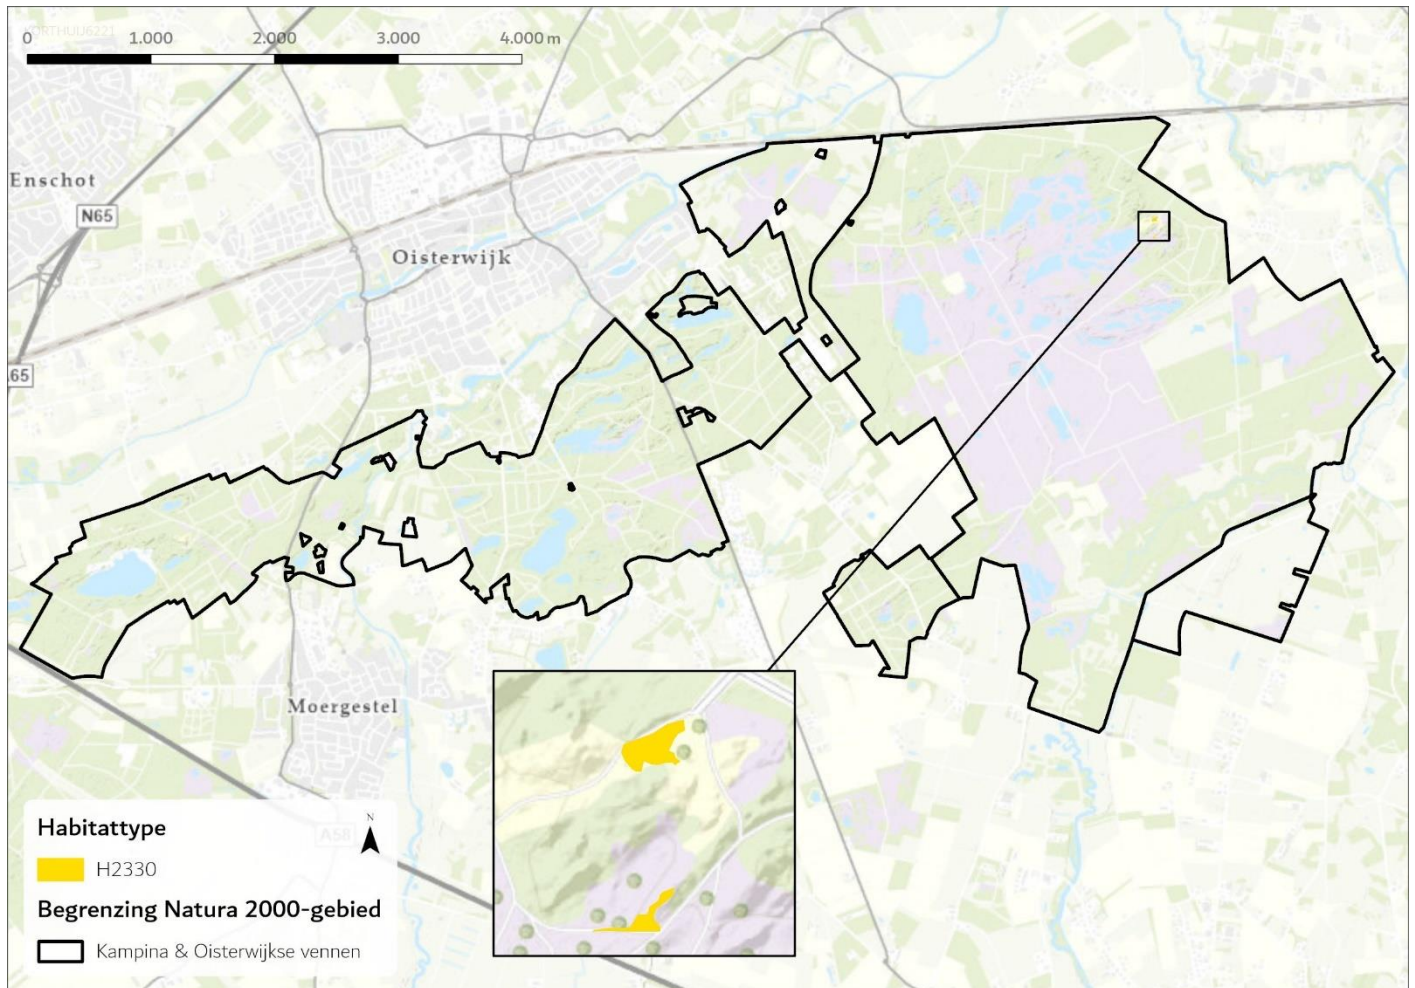 ORTHUU6221
0 1.000 2.000 3.000 4.000 m
Enschot
N65
Oisterwijk
.65
Moergestel
A58
N
Habitattype
H2330
Begrenzing Natura 2000-gebied
Kampina & Oisterwijkse vennen